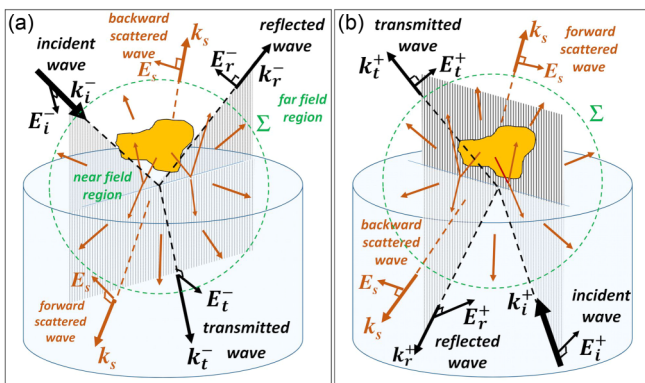 (a)
backward
scattered
wave
k_s
E_s
reflected
wave
E_r^-
k_r^-
incident
wave
k_i^-
E_i^-
far field
region
Σ
near field
region
E_s
forward
scattered
wave
k_s
E_t^-
k_t^-
transmitted
wave
(b)
transmitted
wave
k_t^+
E_t^+
k_s
E_s
forward
scattered
wave
Σ
backward
scattered
wave
E_s
k_s
E_r^+
k_r^+
reflected
wave
k_i^+
incident
wave
E_i^+